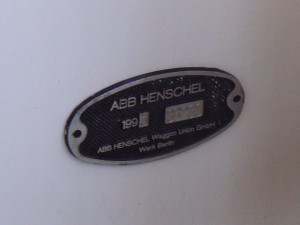 ABB HENSCHEL
199
ABB HENSCHEL Waggon Union GmbH
Werk Berlin